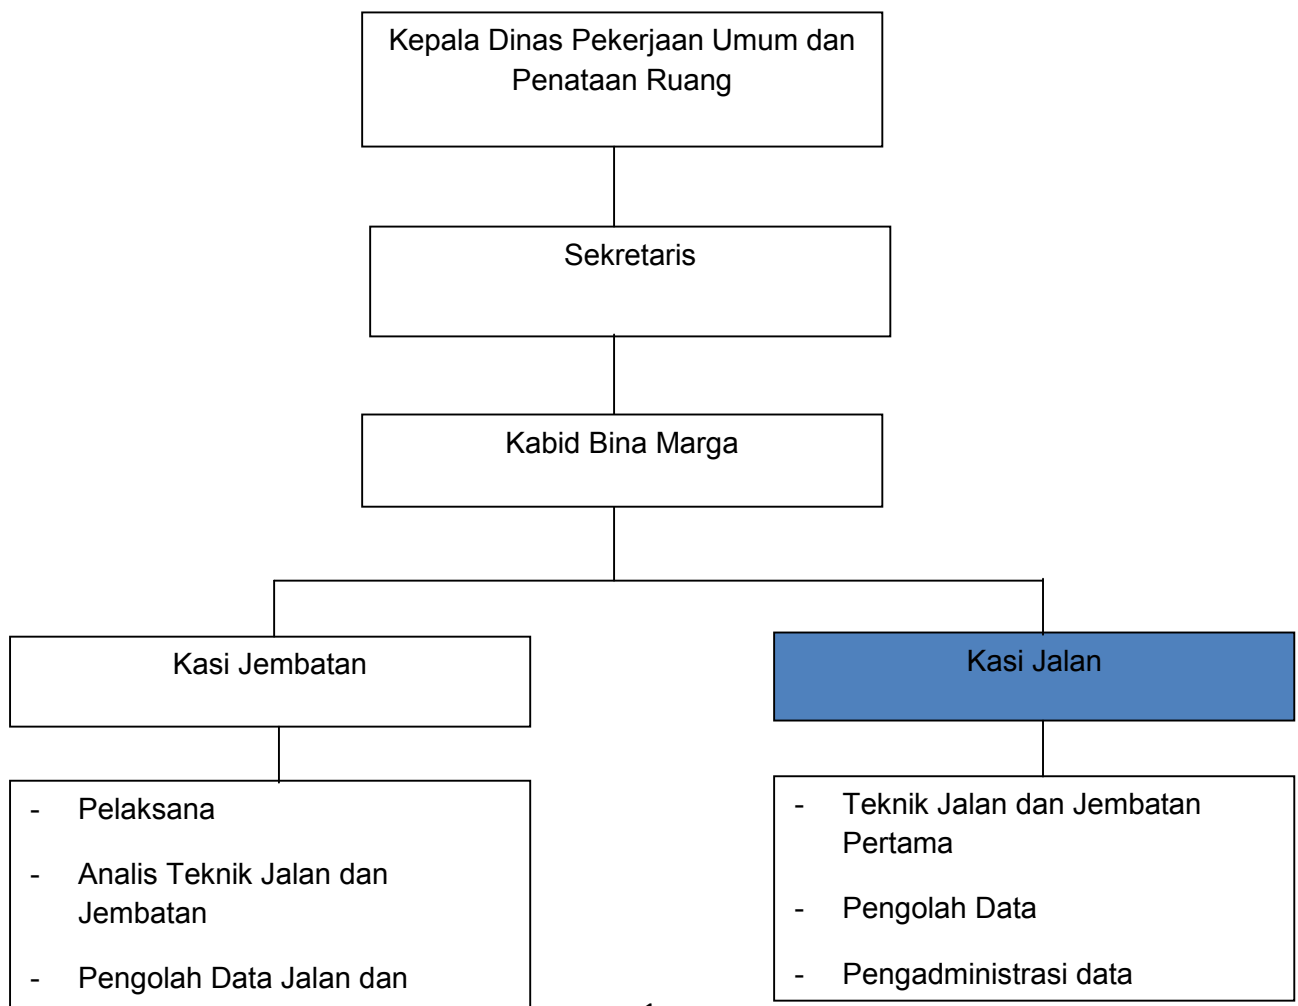 Kepala Dinas Pekerjaan Umum dan
Penataan Ruang
Sekretaris
Kabid Bina Marga
Kasi Jembatan
Kasi Jalan
- Pelaksana
- Analis Teknik Jalan dan
Jembatan
- Pengolah Data Jalan dan
- Teknik Jalan dan Jembatan
Pertama
- Pengolah Data
- Pengadministrasi data